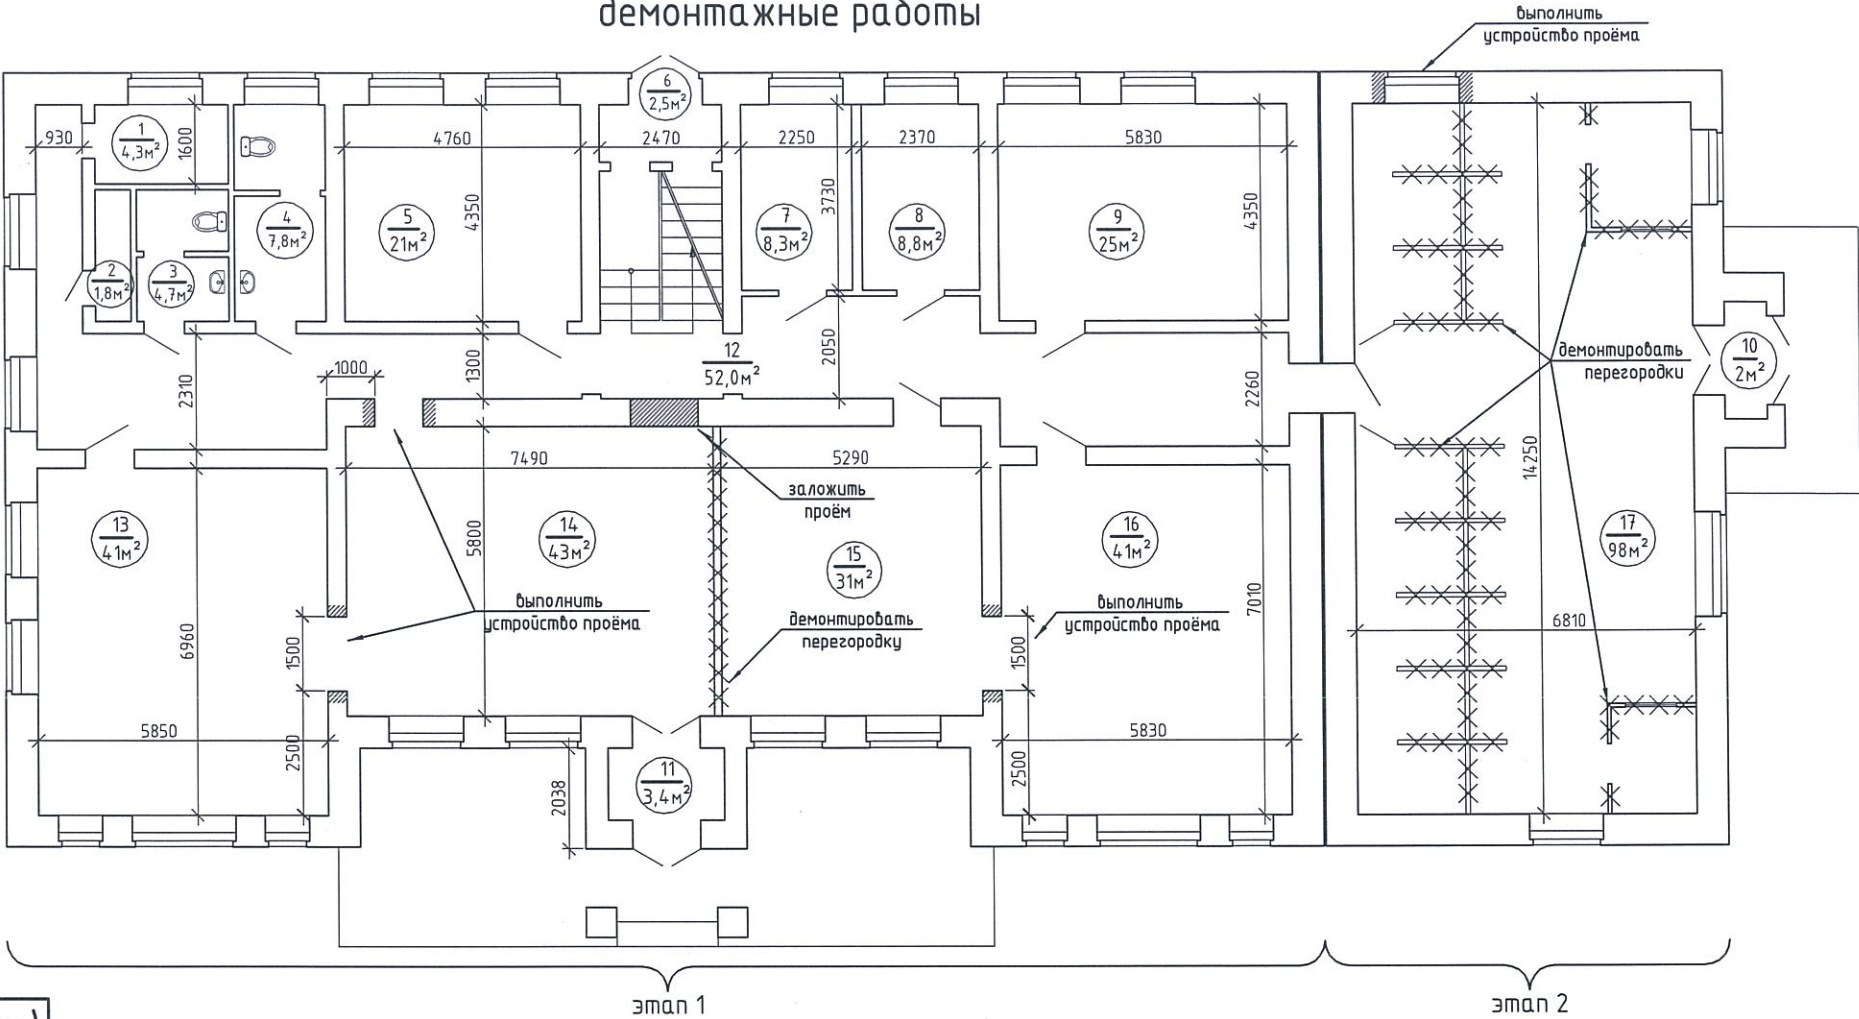 демонтажные работы
выполнить
устройство проёма
1
4,3м²
2
1,8м²
3
4,7м²
4
7,8м²
5
21м²
6
2,5м²
7
8,3м²
8
8,8м²
9
25м²
10
2м²
930
1600
4760
4350
2470
2250
3730
2370
5830
4350
12
52,0м²
2310
1000
1300
2050
2260
14250
демонтировать
перегородки
7490
5290
заложить
проём
13
41м²
14
43м²
15
31м²
16
41м²
17
98м²
5800
6960
1500
2500
5850
выполнить
устройство проёма
демонтировать
перегородку
выполнить
устройство проёма
1500
7010
6810
5830
2500
11
3,4м²
2038
этап 1
этап 2